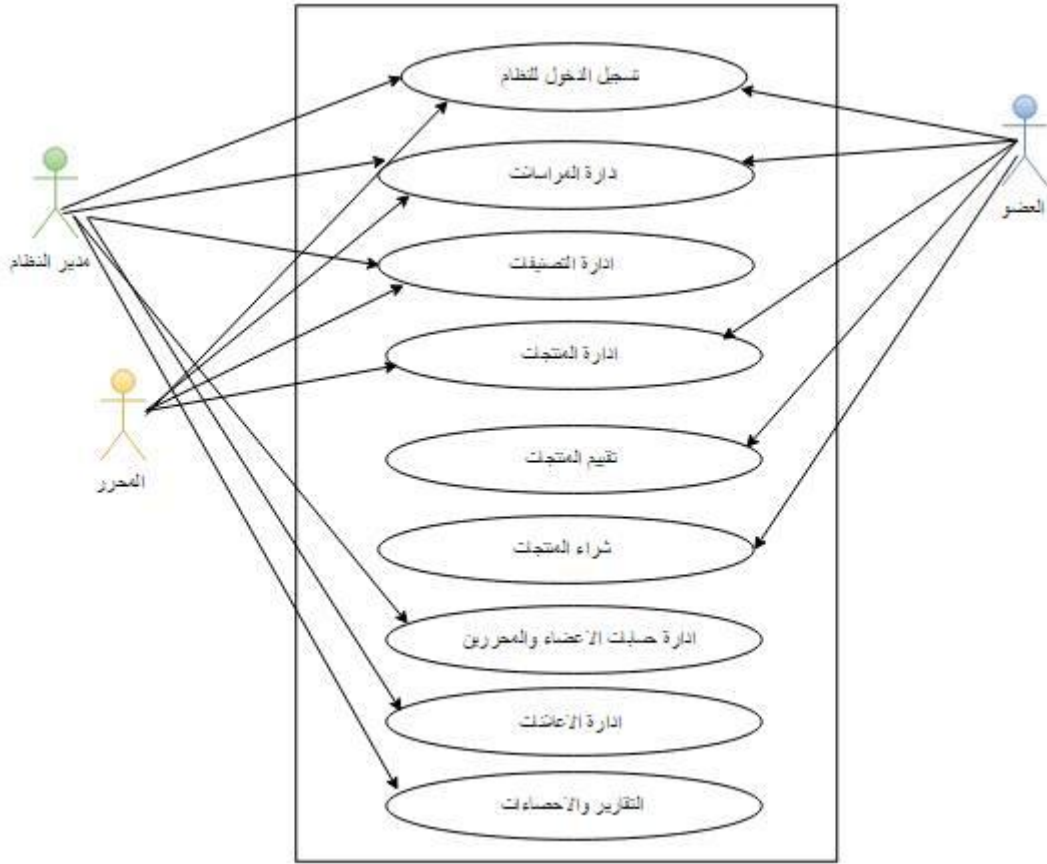 تسجيل الدخول للنظام
ادارة المراسلات
العضو
ادارة التصنيفات
مدير النظام
ادارة المنتجات
تقييم المنتجات
المحرر
شراء المنتجات
ادارة حسابات الاعضاء والمحررين
ادارة الاعلانات
التقارير والاحصاءات